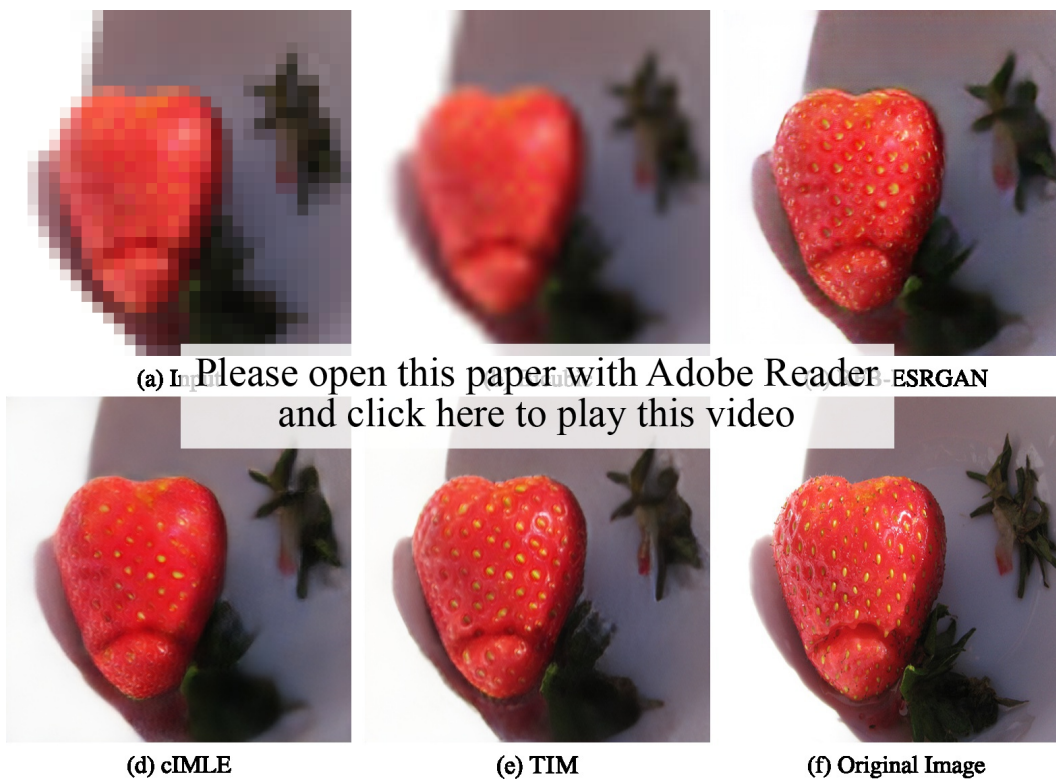 (a) Input
Please open this paper with Adobe Reader
-ESRGAN
and click here to play this video
(d) cIMLE
(e) TIM
(f) Original Image